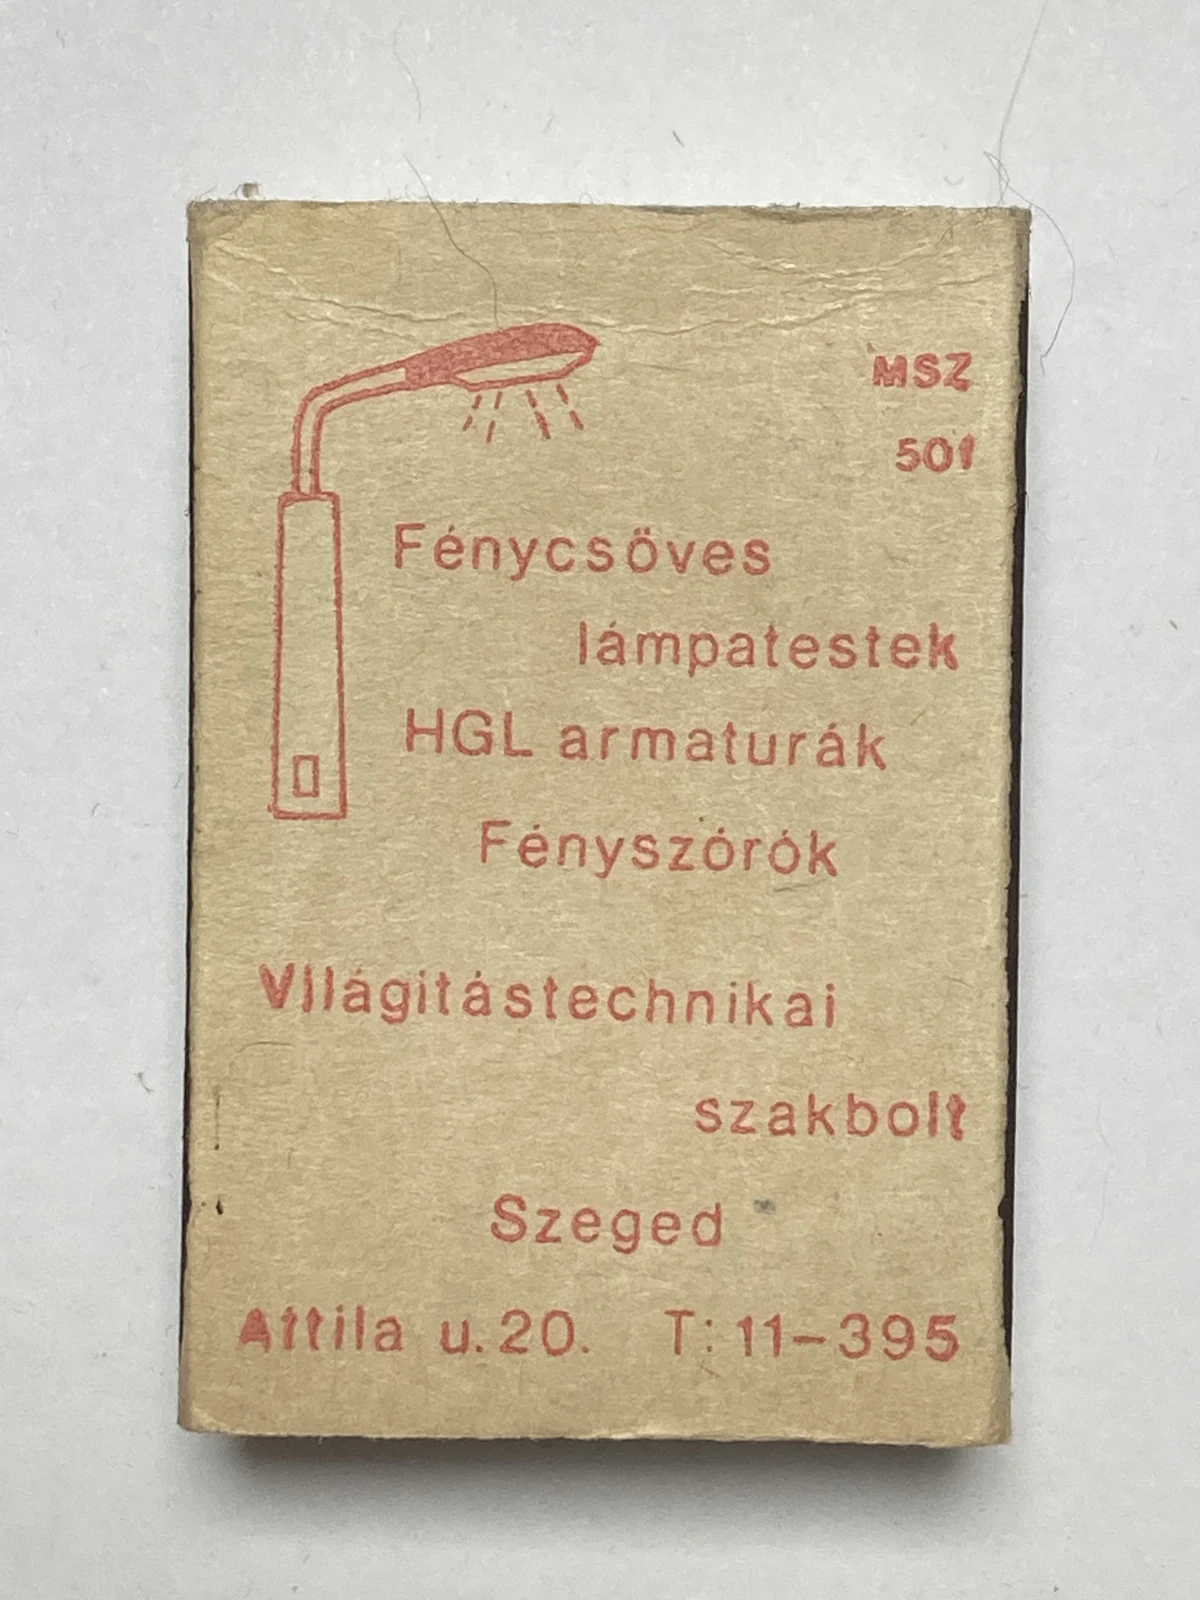 MSZ
501
Fénycsöves
lámpatestek
HGL armaturák
Fényszórók
Világitástechnikai
szakbolt
Szeged
Attila u.20. T: 11-395